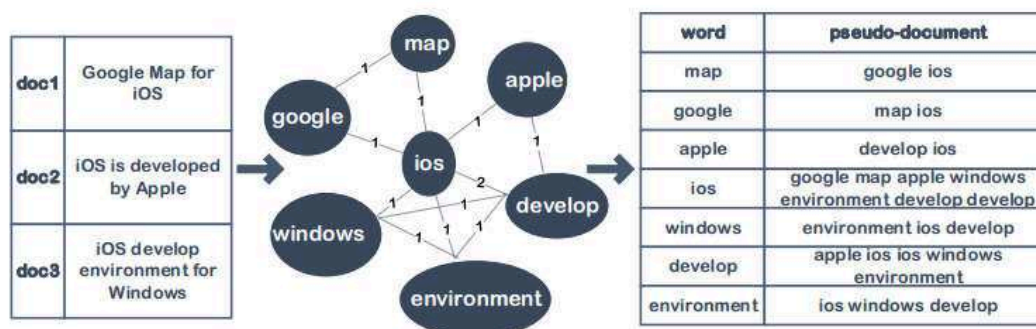 doc1
Google Map for
iOS
doc2
iOS is developed
by Apple
doc3
iOS develop
environment for
Windows
map
google
apple
ios
windows
develop
environment
1
1
1
1
1
2
1
1
1
1
1
word
pseudo-document
map
google ios
google
map ios
apple
develop ios
ios
google map apple windows
environment develop develop
windows
environment ios develop
develop
apple ios ios windows
environment
environment
ios windows develop